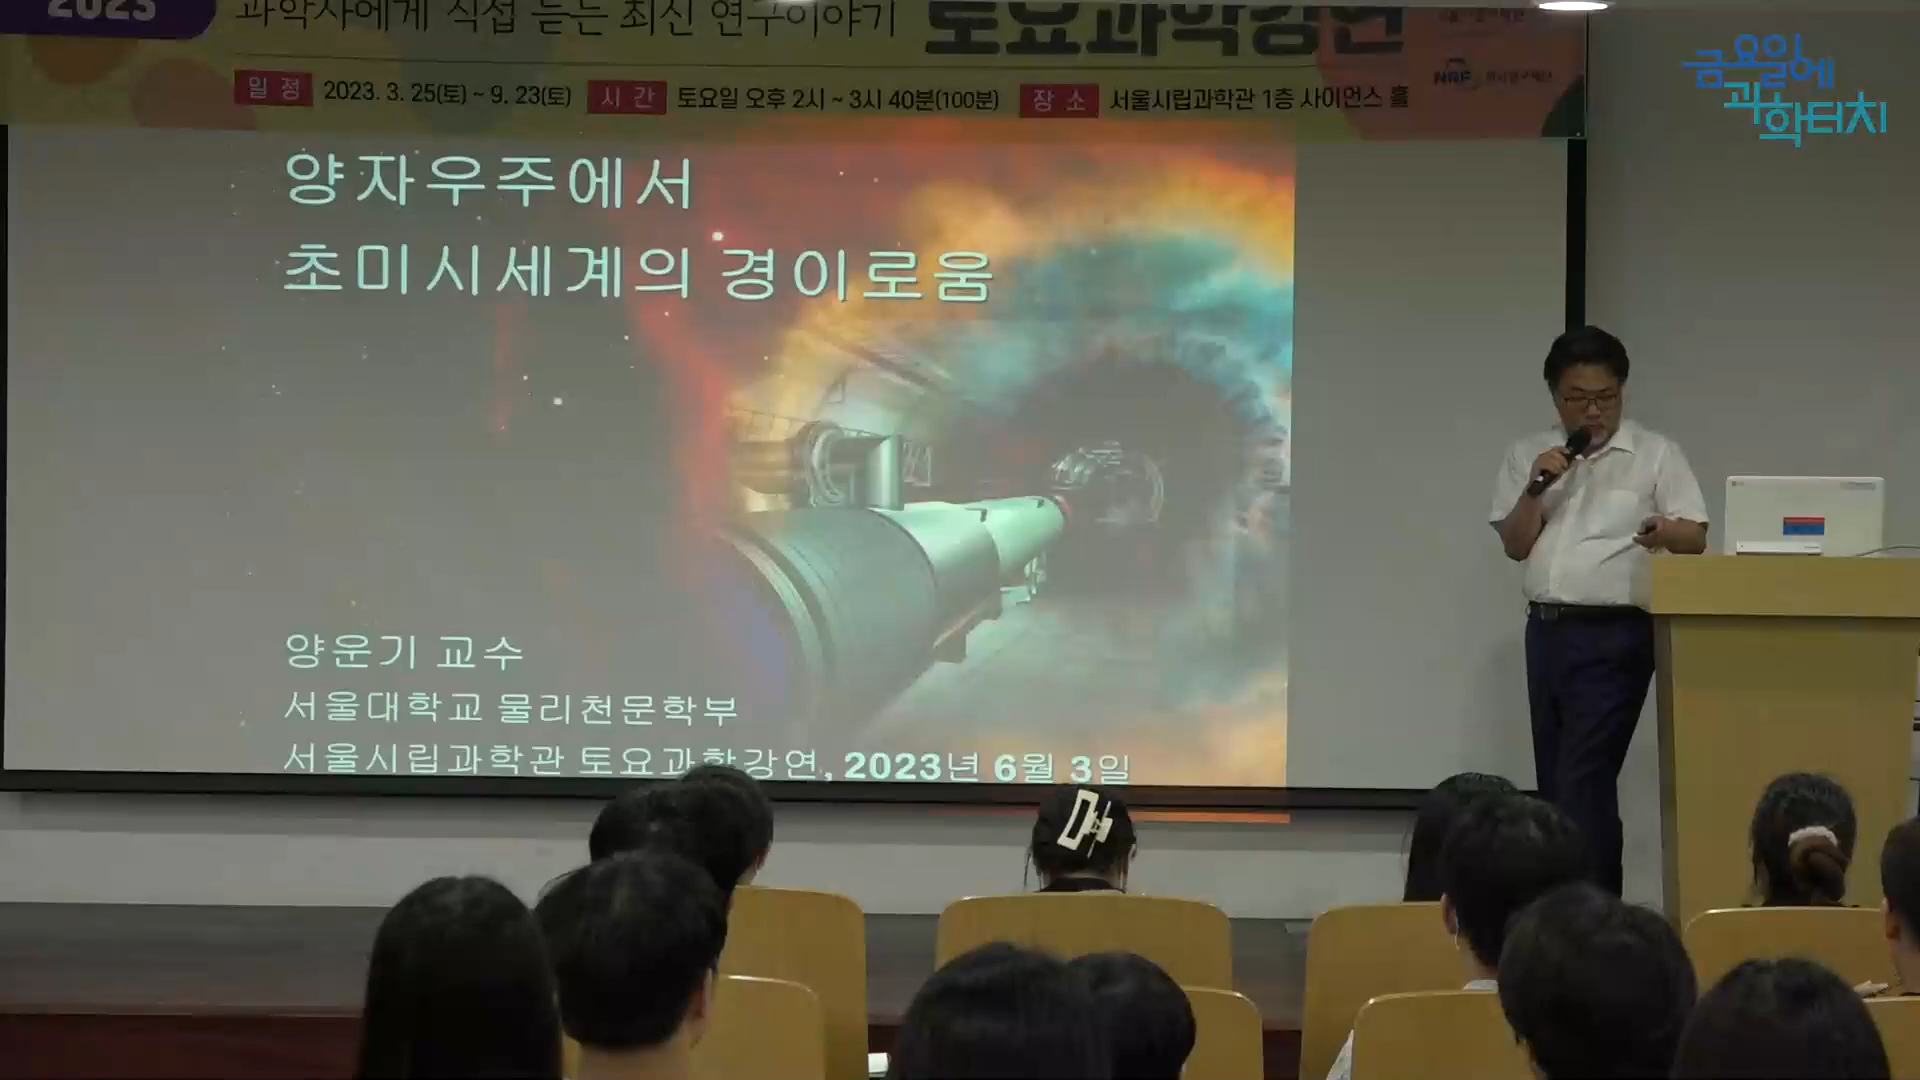 2023
과학자에게 직접 듣는 최신 연구이야기 토요과학강연
일 정 2023. 3. 25(토) ~ 9. 23(토) 시 간 토요일 오후 2시 ~ 3시 40분(100분) 장 소 서울시립과학관 1층 사이언스 홀
NRF 한국연구재단
금요일에
과학터치
양자우주에서
초미시세계의 경이로움
양운기 교수
서울대학교 물리천문학부
서울시립과학관 토요과학강연, 2023년 6월 3일